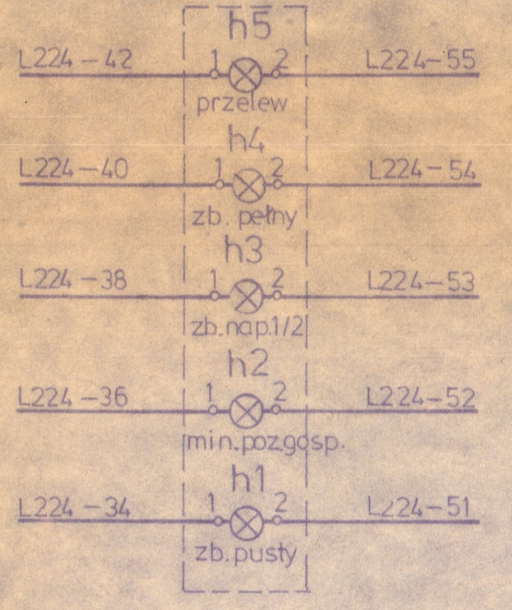 h5
L224-42 1 2 L224-55
przelew
h4
L224-40 1 2 L224-54
zb. pełny
h3
L224-38 1 2 L224-53
zb.nap.1/2
h2
L224-36 1 2 L224-52
min.poz.gosp.
h1
L224-34 1 2 L224-51
zb.pusty